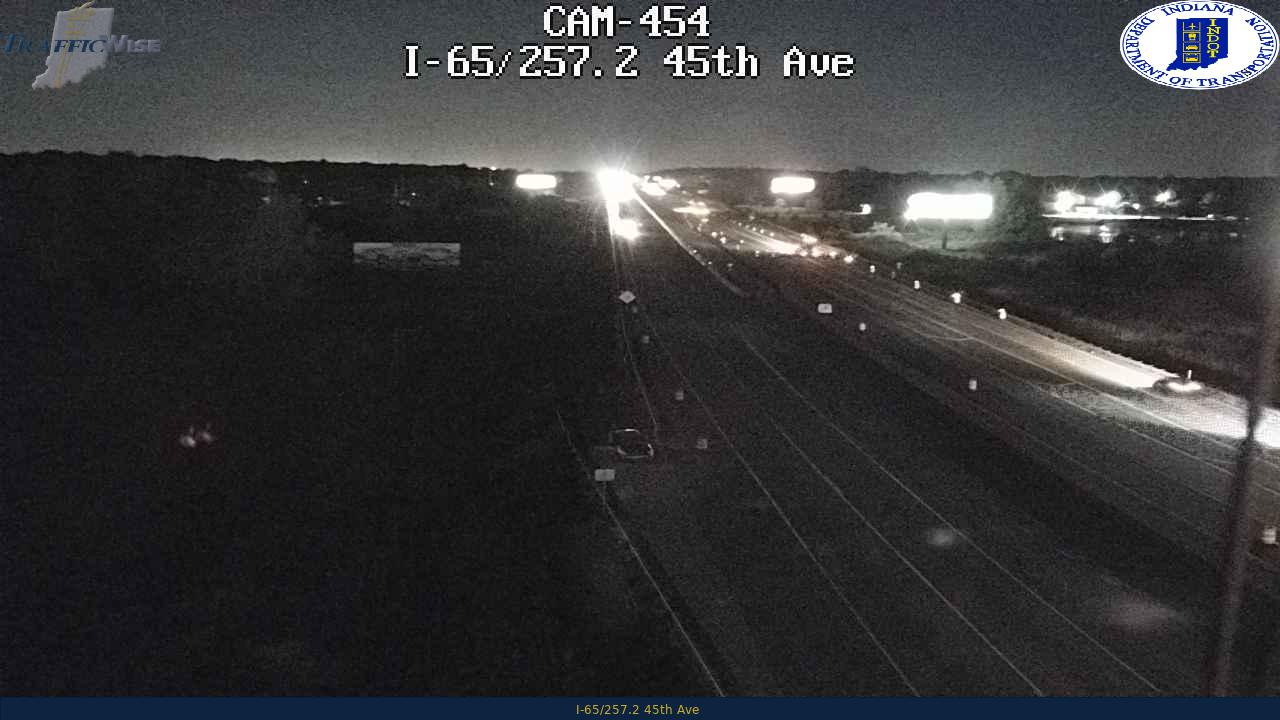 CAM-454
I-65/257.2 45th Ave
TRAFFICWISE
INDIANA
DEPARTMENT OF TRANSPORTATION
INDOT
I-65/257.2 45th Ave